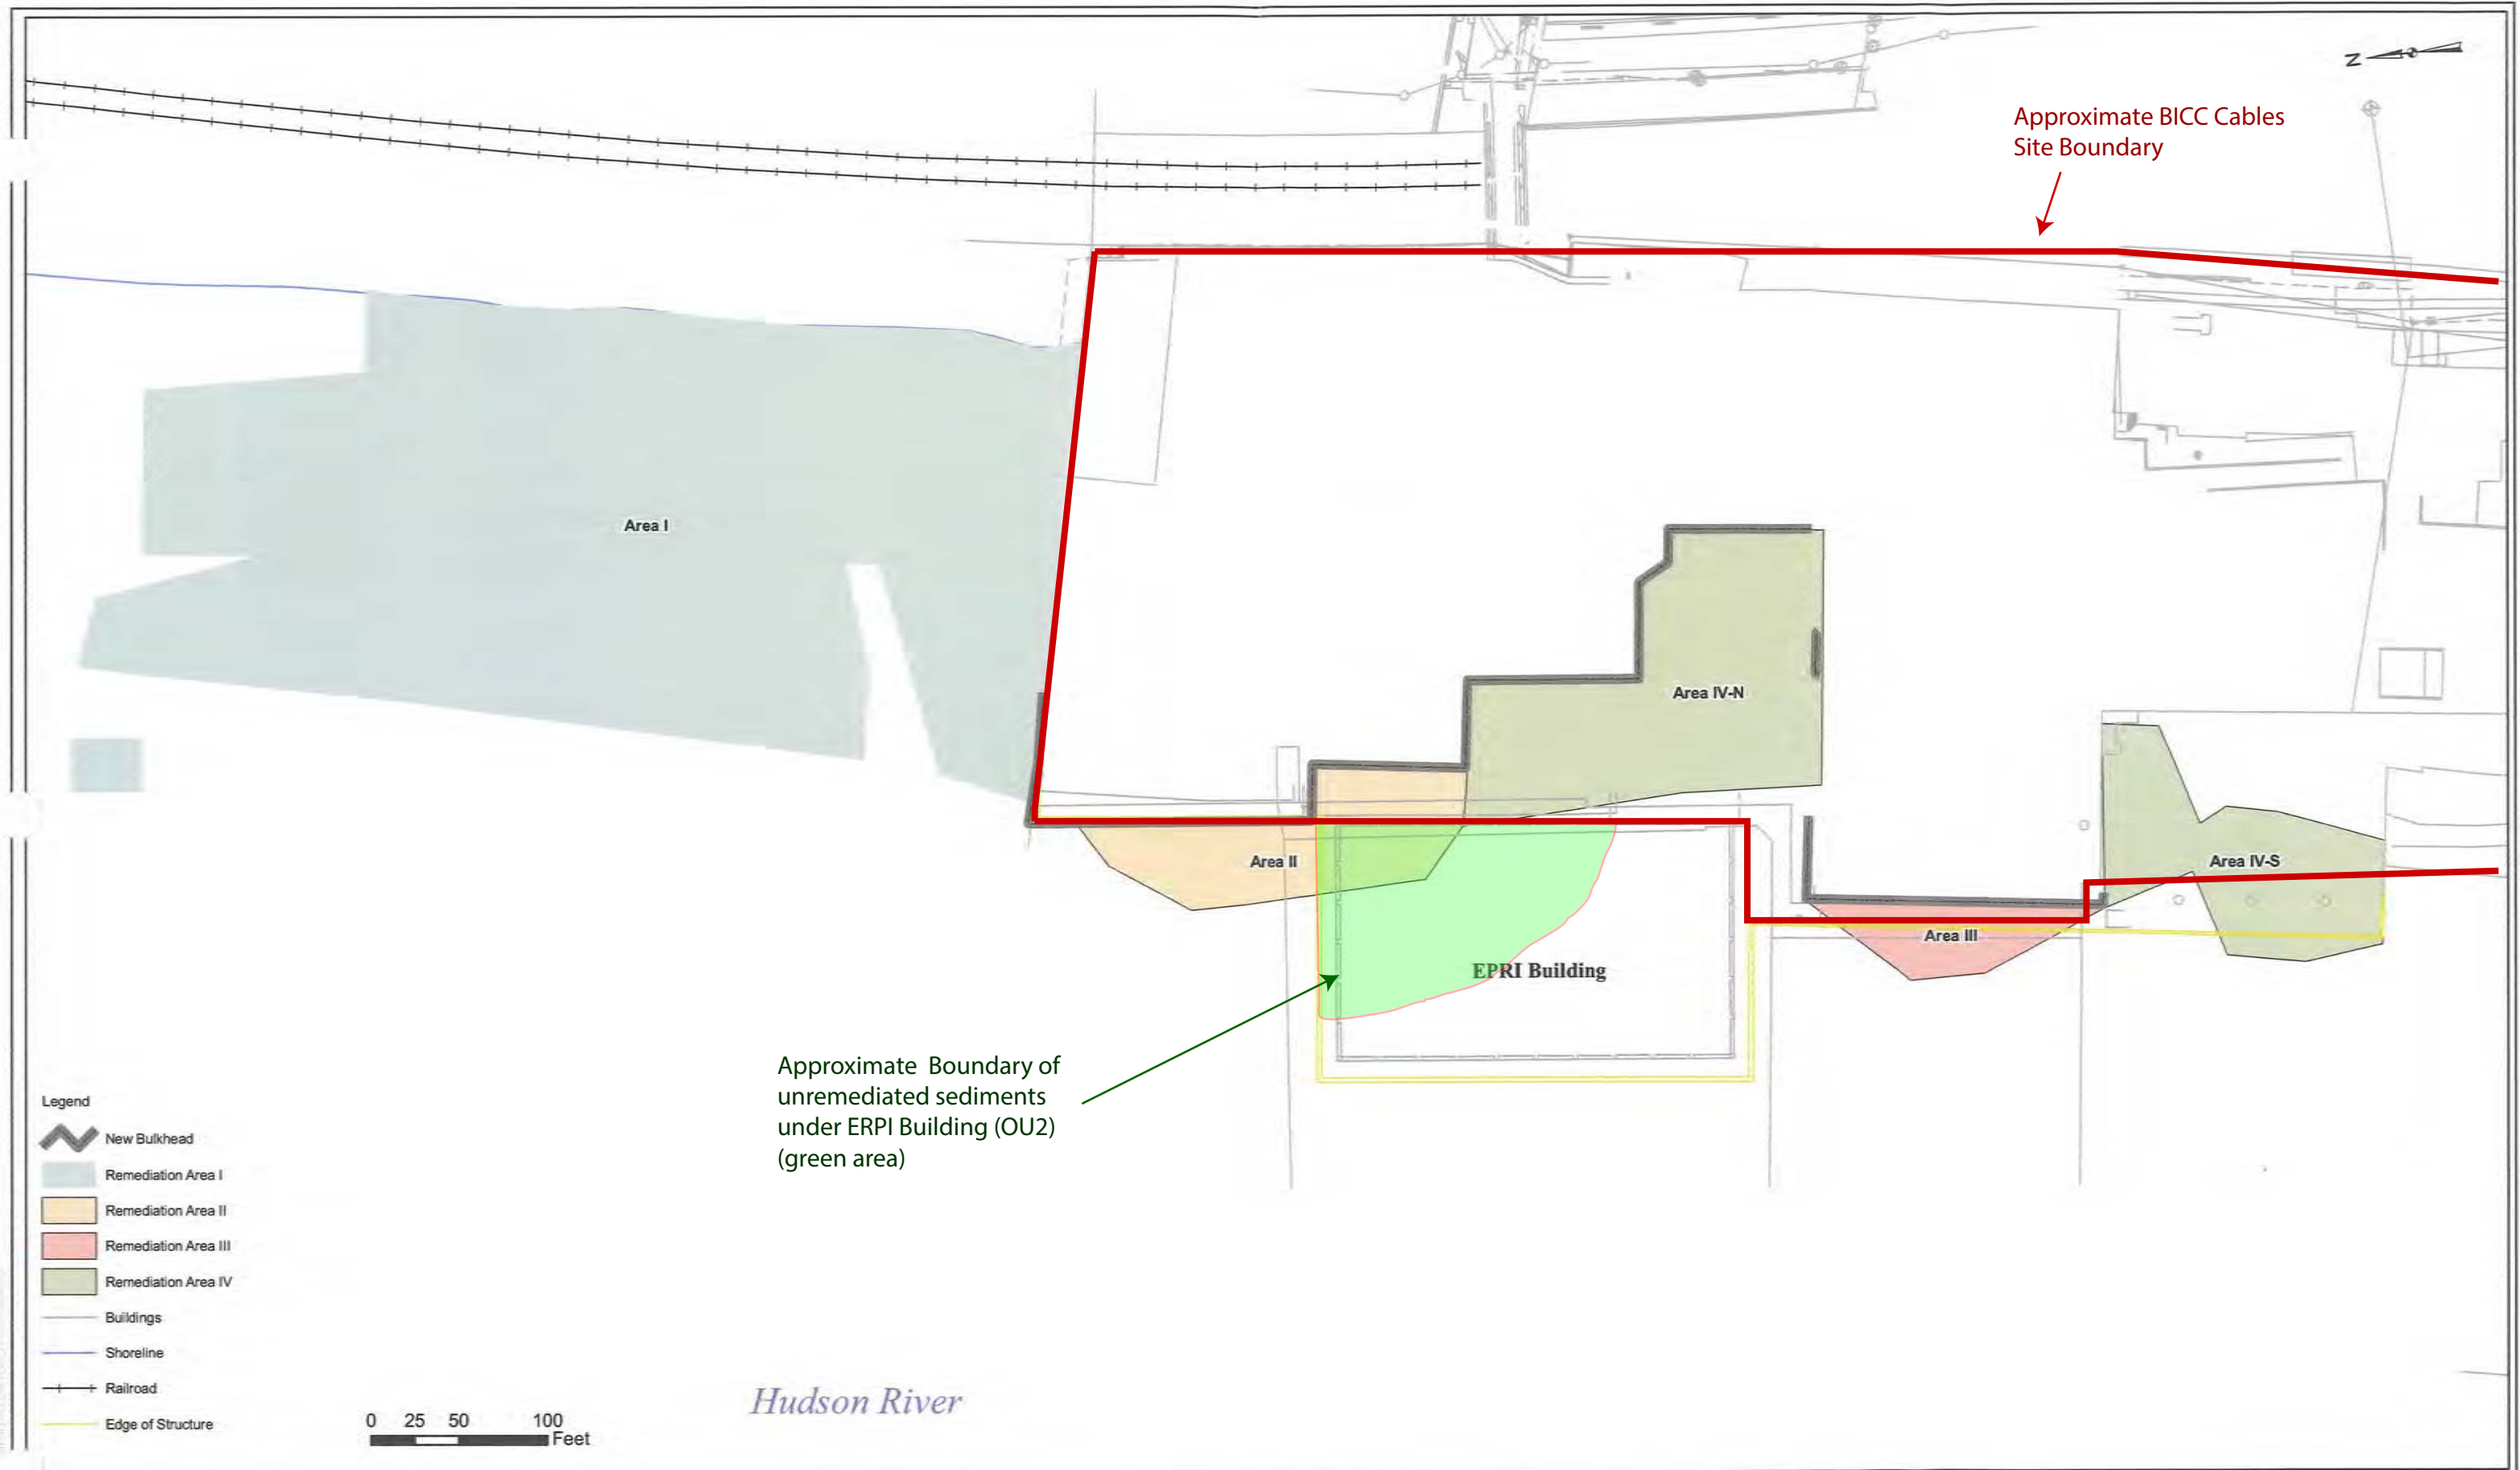 N
Approximate BICC Cables
Site Boundary
Area I
Area IV-N
Area II
Area IV-S
Area III
EPRI Building
Approximate Boundary of
unremediated sediments
under ERPI Building (OU2)
(green area)
Legend
New Bulkhead
Remediation Area I
Remediation Area II
Remediation Area III
Remediation Area IV
Buildings
Shoreline
Railroad
Edge of Structure
0 25 50 100
Feet
Hudson River